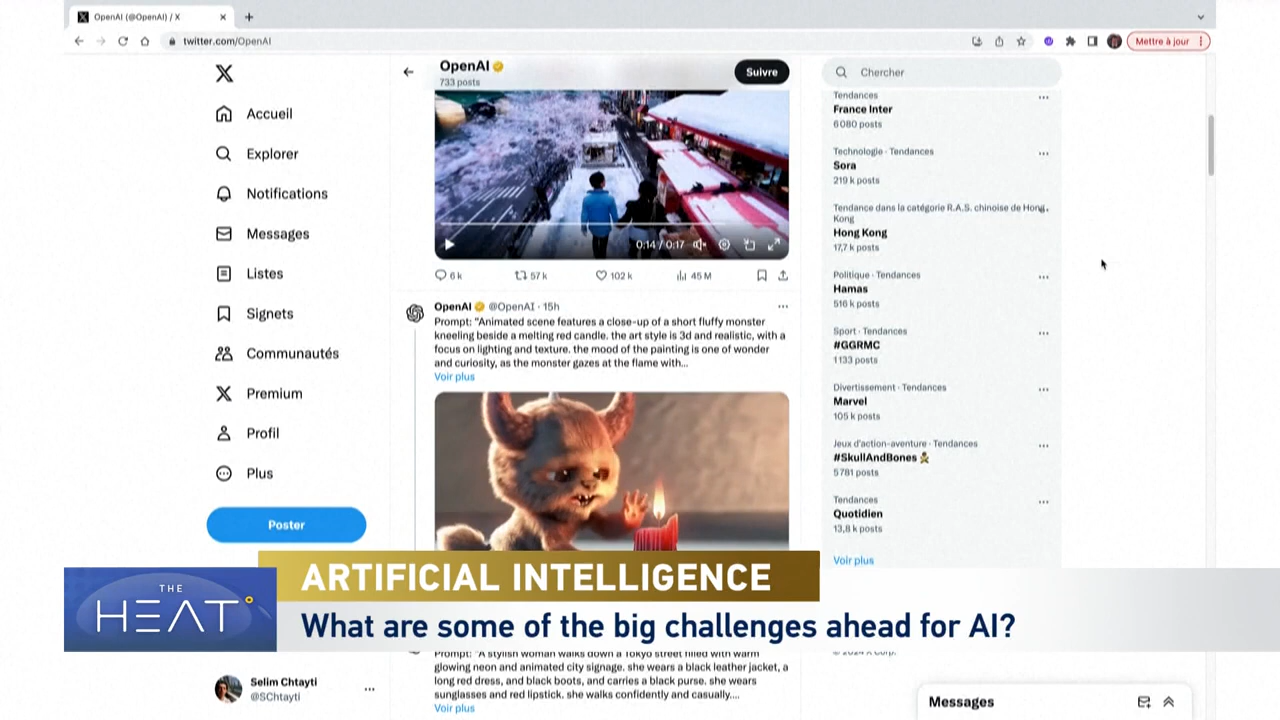 OpenAI (@OpenAI) / X
twitter.com/OpenAI
Mettre à jour
OpenAI
733 posts
Suivre
Chercher
Accueil
Explorer
Notifications
Messages
Listes
Signets
Communautés
Premium
Profil
Plus
Poster
0:14 / 0:17
6 k
57 k
102 k
45 M
OpenAI @OpenAI · 15h
Prompt: "Animated scene features a close-up of a short fluffy monster
kneeling beside a melting red candle. the art style is 3d and realistic, with a
focus on lighting and texture. the mood of the painting is one of wonder
and curiosity, as the monster gazes at the flame with...
Voir plus
Tendances
France Inter
6 080 posts
Technologie · Tendances
Sora
219 k posts
Tendance dans la catégorie R.A.S. chinoise de Hong
Kong
Hong Kong
17,7 k posts
Politique · Tendances
Hamas
516 k posts
Sport · Tendances
#GGRMC
1 133 posts
Divertissement · Tendances
Marvel
105 k posts
Jeux d'action-aventure · Tendances
#SkullAndBones
5 781 posts
Tendances
Quotidien
13,8 k posts
Voir plus
THE
HEAT
ARTIFICIAL INTELLIGENCE
What are some of the big challenges ahead for AI?
Prompt: "A stylish woman walks down a Tokyo street filled with warm
glowing neon and animated city signage. she wears a black leather jacket, a
long red dress, and black boots, and carries a black purse. she wears
sunglasses and red lipstick. she walks confidently and casually....
Voir plus
© 2024 X Corp.
Selim Chtayti
@SChtayti
Messages